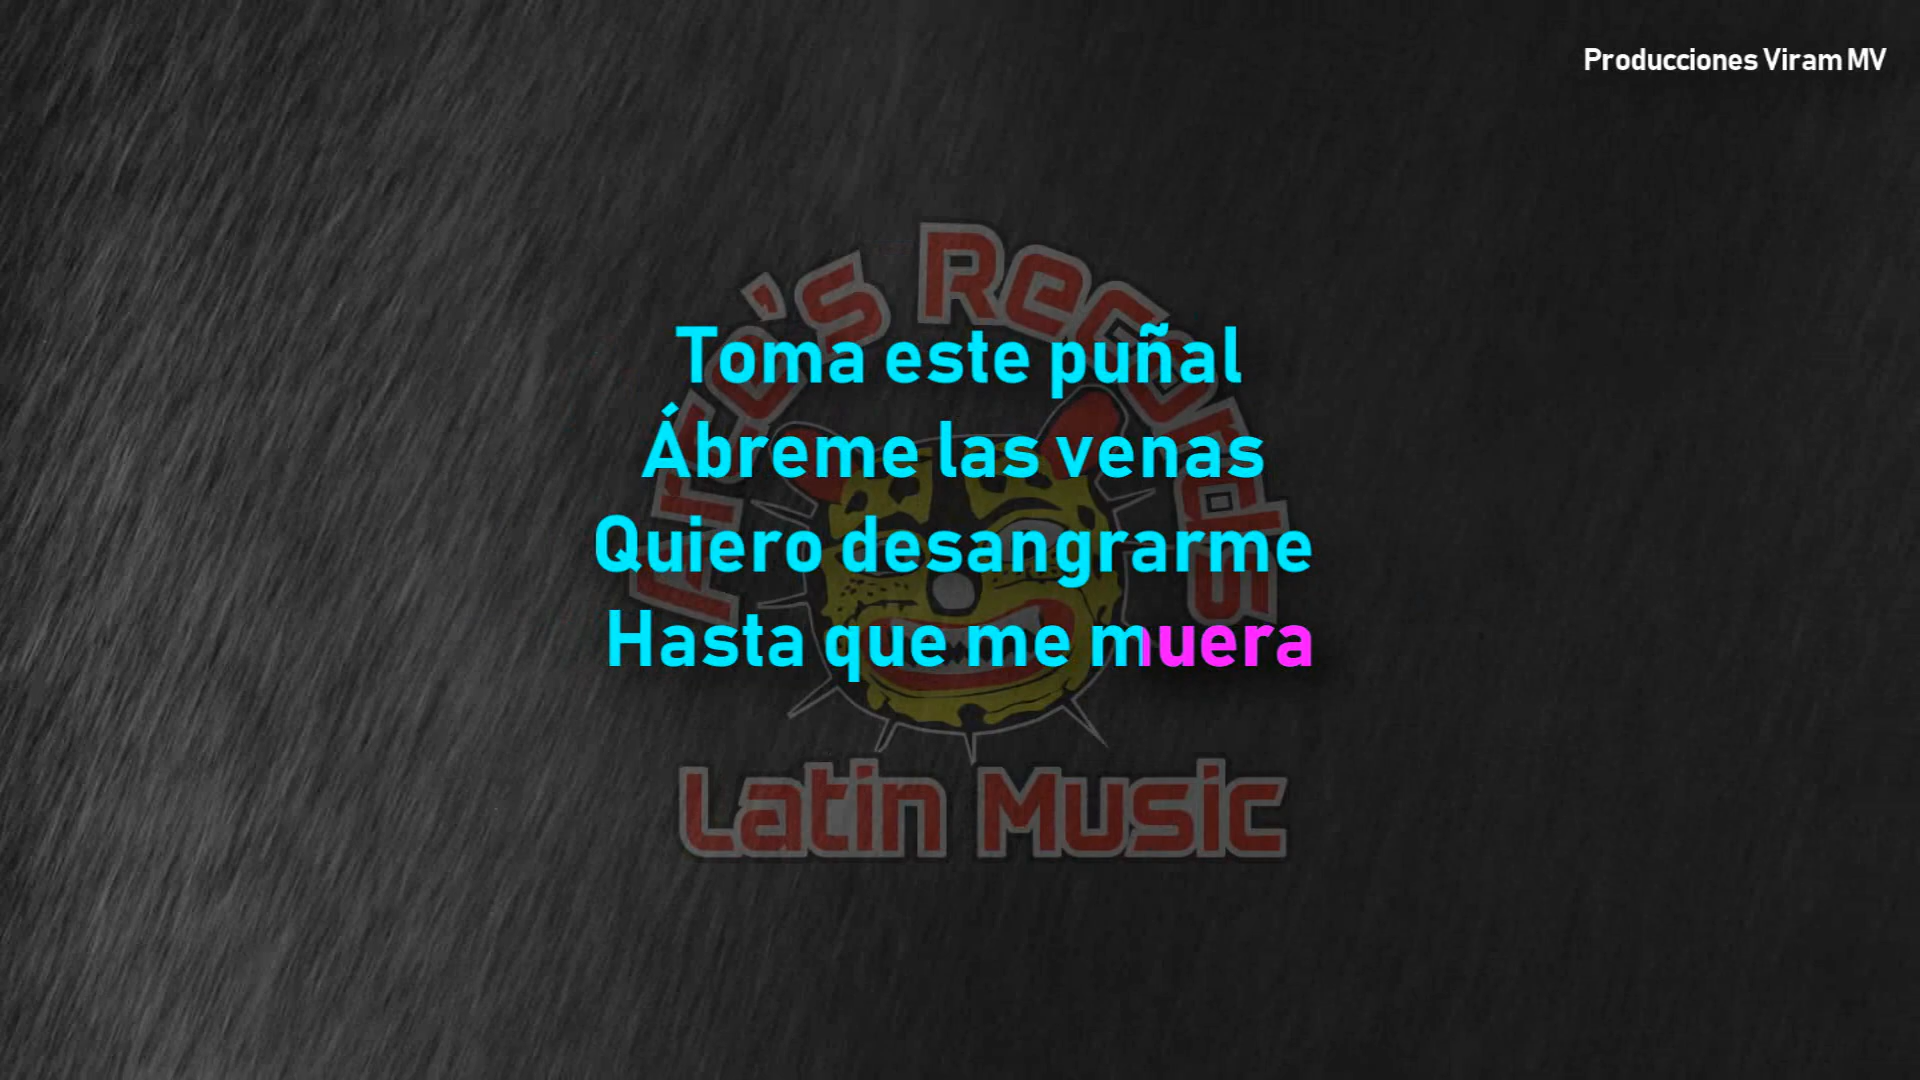 Producciones Viram MV
Toma este puñal
Ábreme las venas
Quiero desangrarme
Hasta que me muera
Latin Music